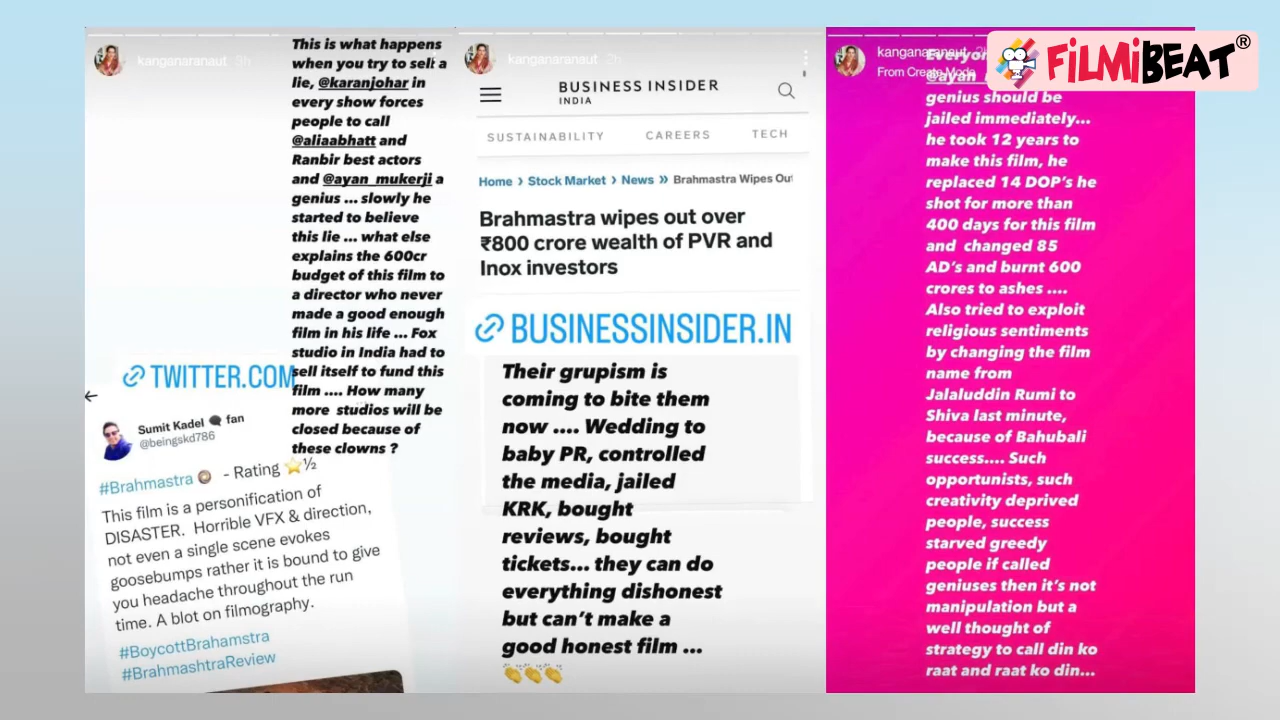 kanganaranaut 8h
This is what happens
when you try to sell a
lie, @karanjohar in
every show forces
people to call
@aliaabhatt and
Ranbir best actors
and @ayan_mukerji a
genius ... slowly he
started to believe
this lie ... what else
explains the 600cr
budget of this film to
a director who never
made a good enough
film in his life ... Fox
studio in India had to
sell itself to fund this
film .... How many
more studios will be
closed because of
these clowns ?
TWITTER.COM
Sumit Kadel fan
@beingskd786
#Brahmastra - Rating ⭐½
This film is a personification of
DISASTER. Horrible VFX & direction,
not even a single scene evokes
goosebumps rather it is bound to give
you headache throughout the run
time. A blot on filmography.
#BoycottBrahamstra
#BrahmashtraReview
kanganaranaut 2h
BUSINESS INSIDER
INDIA
SUSTAINABILITY CAREERS TECH
Home > Stock Market > News » Brahmastra Wipes Out
Brahmastra wipes out over
₹800 crore wealth of PVR and
Inox investors
BUSINESSINSIDER.IN
Their grupism is
coming to bite them
now .... Wedding to
baby PR, controlled
the media, jailed
KRK, bought
reviews, bought
tickets... they can do
everything dishonest
but can't make a
good honest film ...
👏👏👏
kanganaranaut
From Create Mode
FiLMiBEAT®
@ayan
genius should be
jailed immediately...
he took 12 years to
make this film, he
replaced 14 DOP's he
shot for more than
400 days for this film
and changed 85
AD's and burnt 600
crores to ashes ....
Also tried to exploit
religious sentiments
by changing the film
name from
Jalaluddin Rumi to
Shiva last minute,
because of Bahubali
success.... Such
opportunists, such
creativity deprived
people, success
starved greedy
people if called
geniuses then it's not
manipulation but a
well thought of
strategy to call din ko
raat and raat ko din...